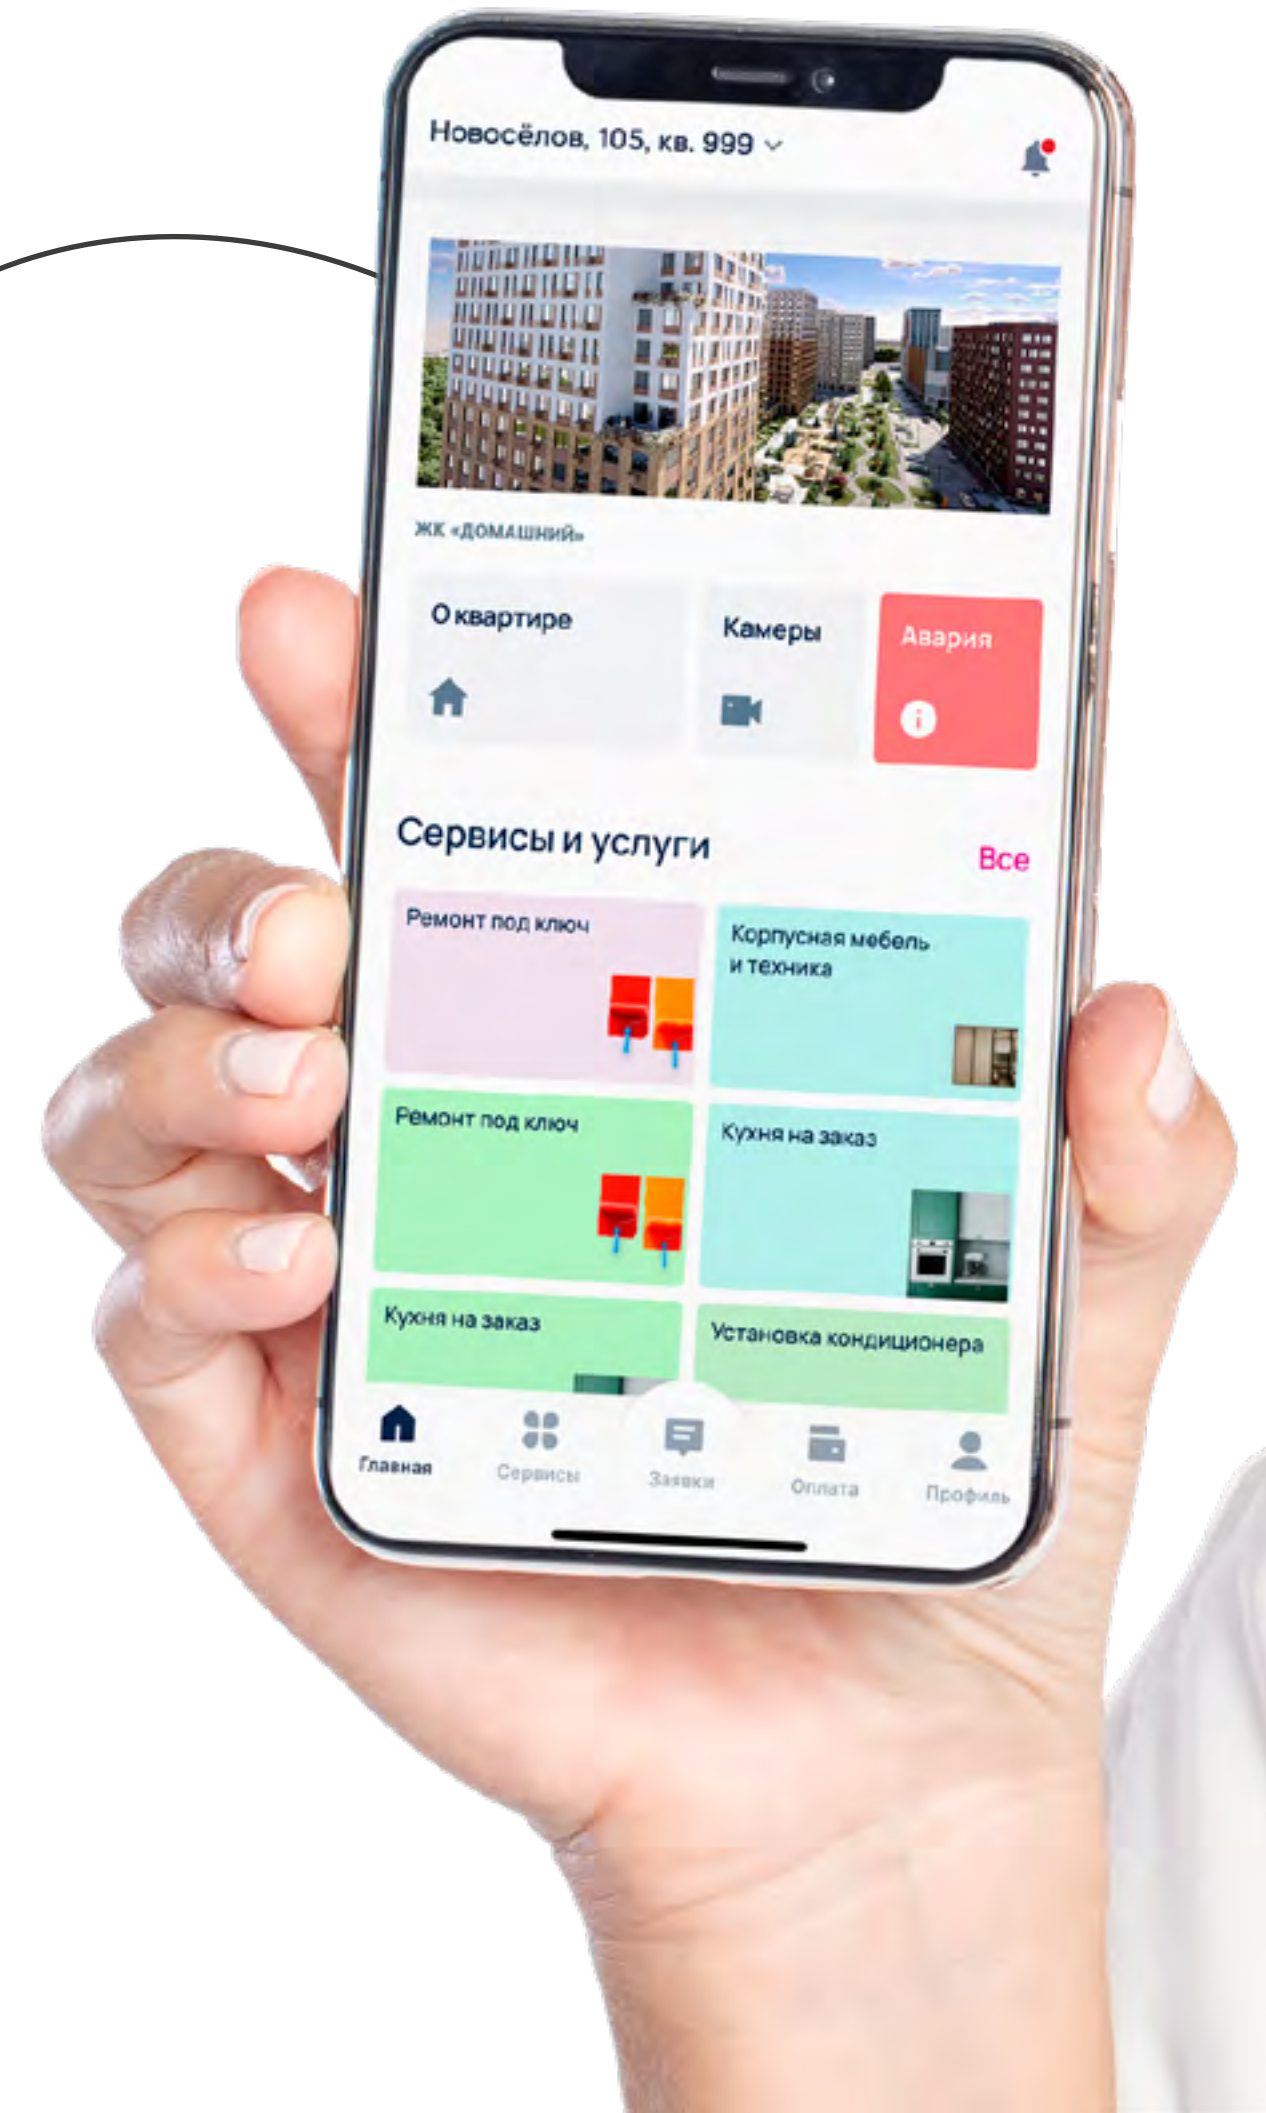 Новосёлов, 105, кв. 999
ЖК «ДОМАШНИЙ»
О квартире
Камеры
Авария
Сервисы и услуги
Все
Ремонт под ключ
Корпусная мебель
и техника
Ремонт под ключ
Кухня на заказ
Кухня на заказ
Установка кондиционера
Главная
Сервисы
Заявки
Оплата
Профиль